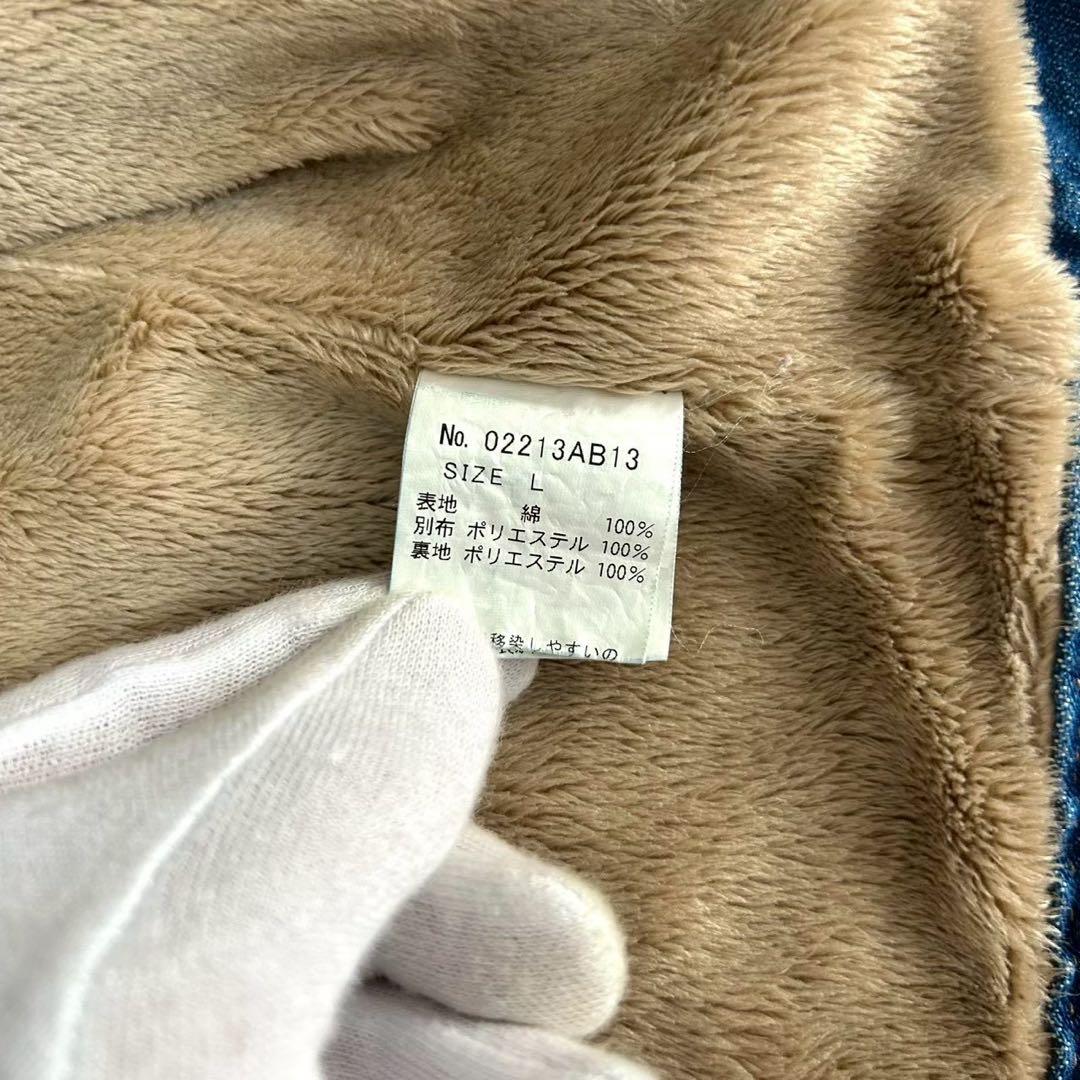 No. 02213AB13
SIZE L
表地 綿 100%
別布 ポリエステル 100%
裏地 ポリエステル 100%
移染しやすいの